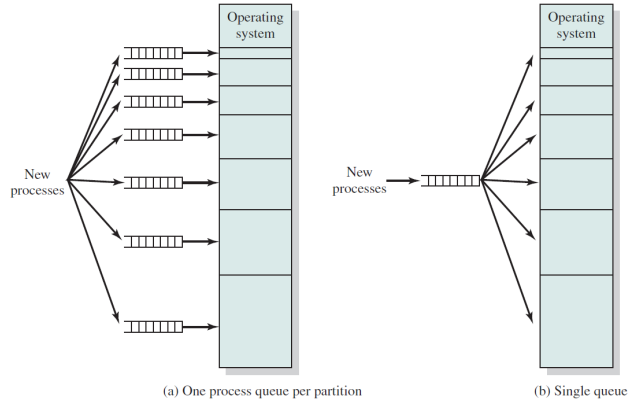 Operating
system
New
processes
(a) One process queue per partition
Operating
system
New
processes
(b) Single queue